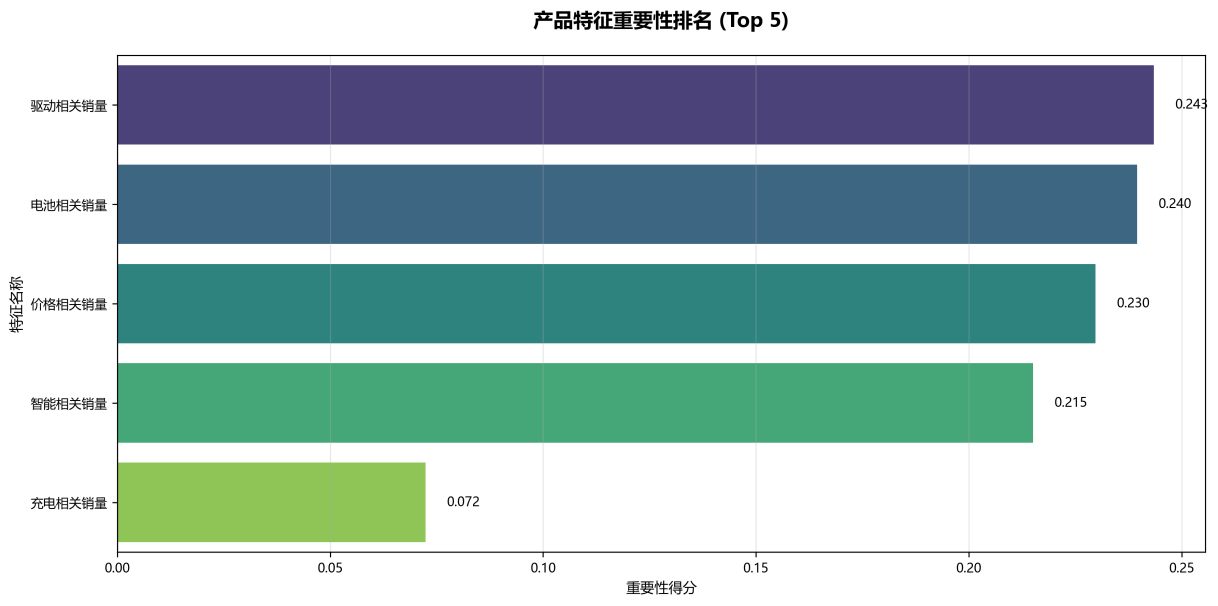 产品特征重要性排名 (Top 5)
特征名称
驱动相关销量
0.243
电池相关销量
0.240
价格相关销量
0.230
智能相关销量
0.215
充电相关销量
0.072
0.00 0.05 0.10 0.15 0.20 0.25
重要性得分